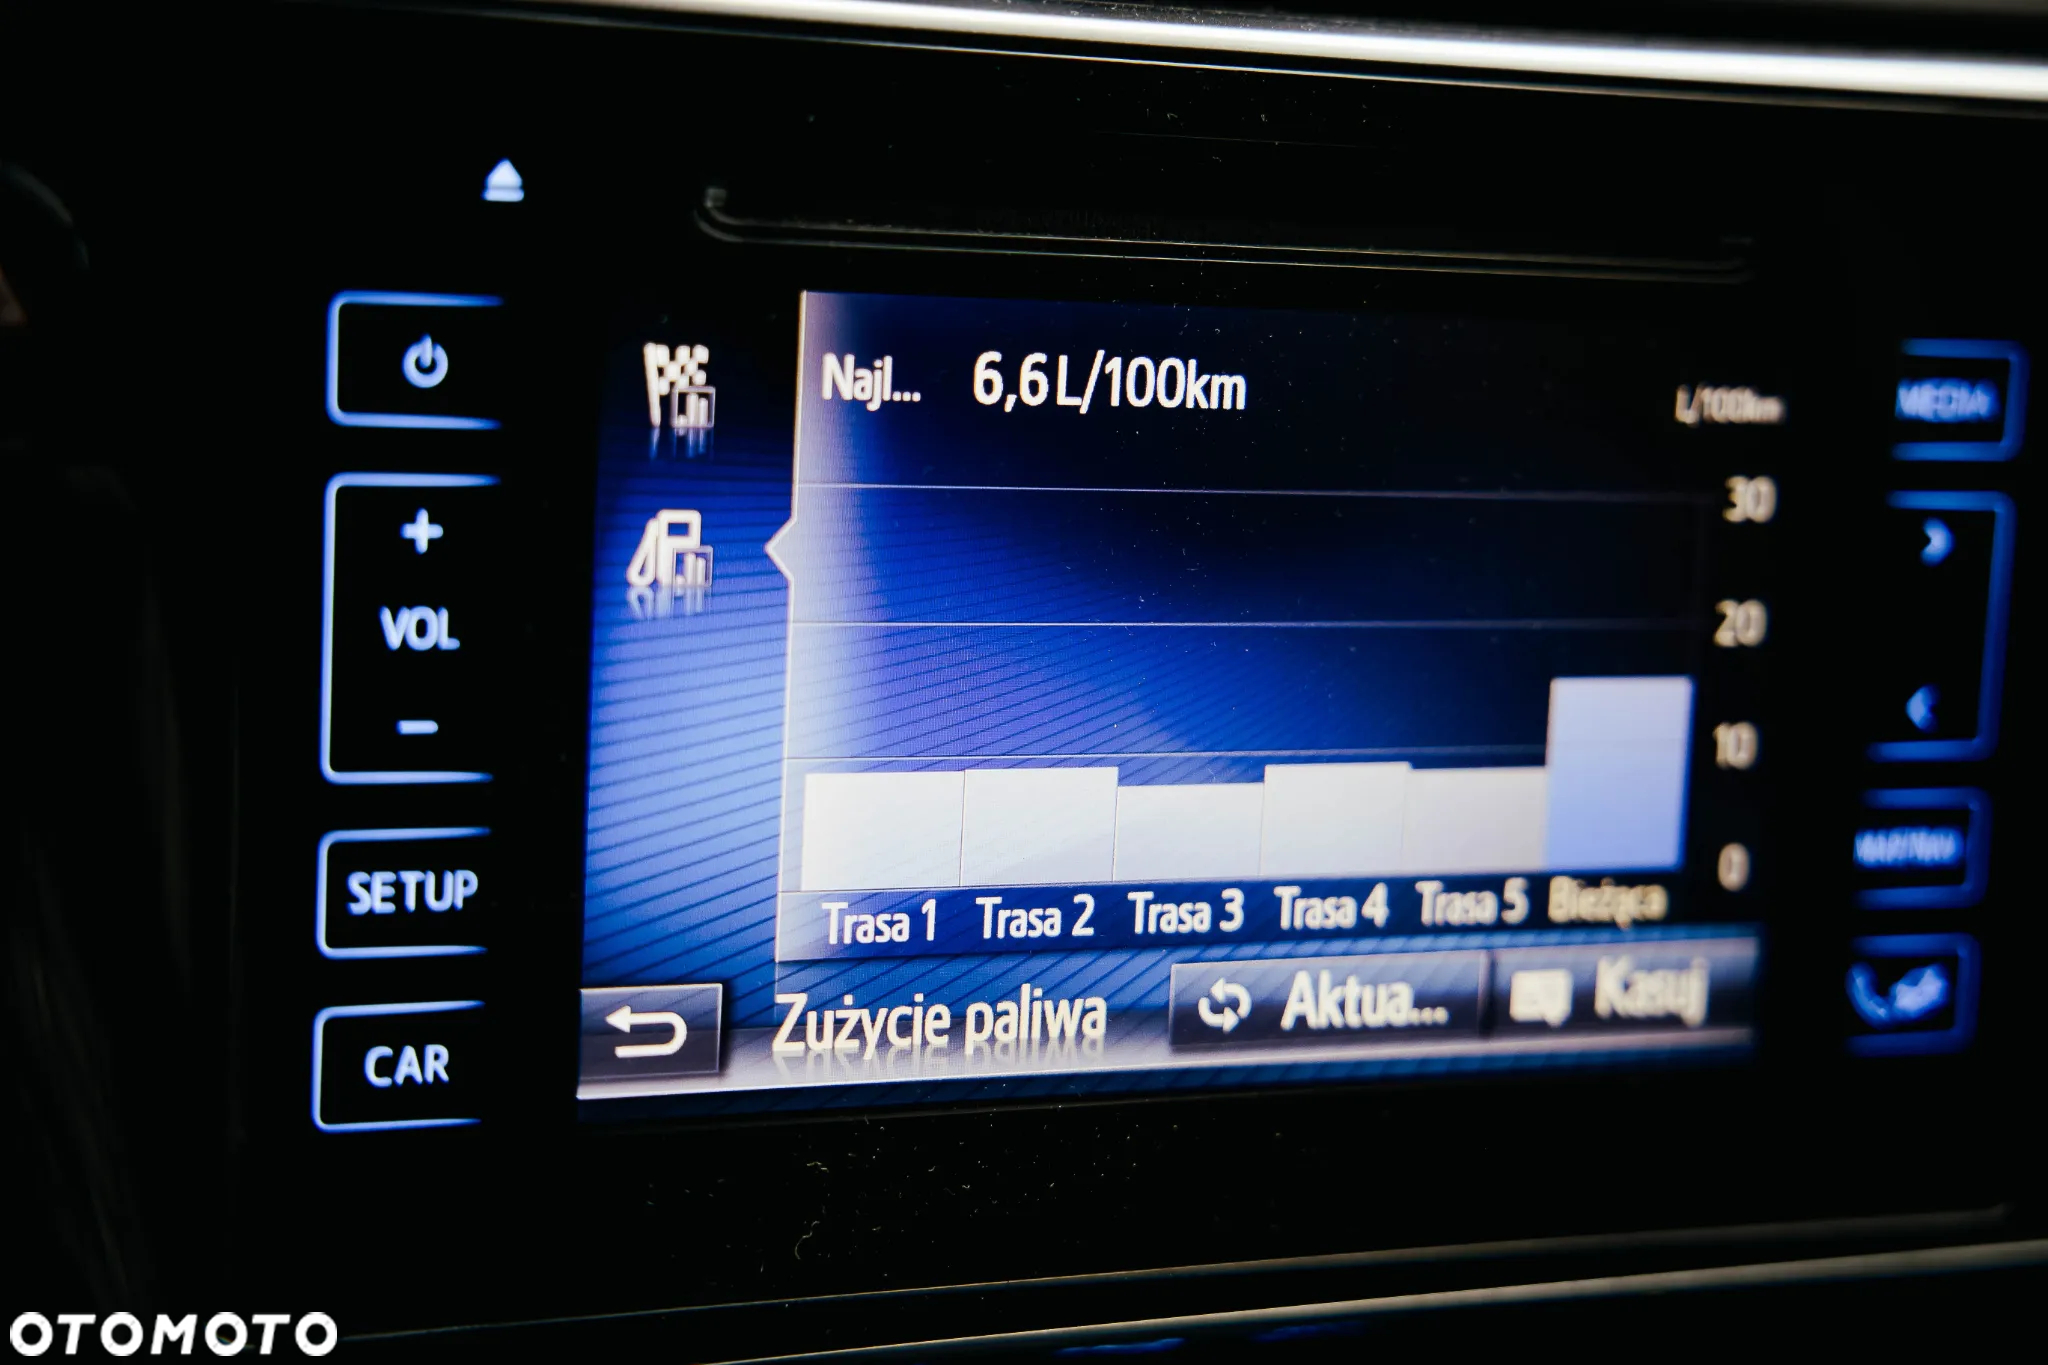 Najl... 6,6 L/100km
L/100km
MEDIA
30
20
10
0
VOL
SETUP
CAR
Trasa 1 Trasa 2 Trasa 3 Trasa 4 Trasa 5 Bieżąca
Zużycie paliwa Aktua... Kasuj
OTOMOTO